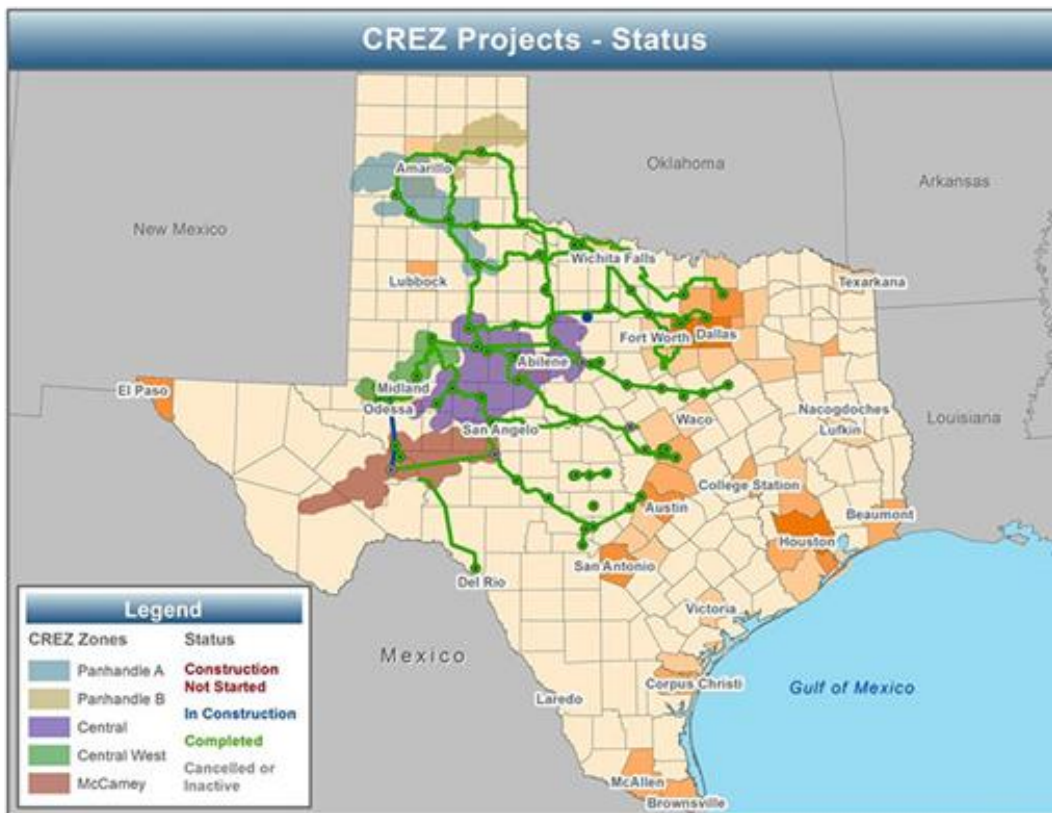 CREZ Projects - Status
Oklahoma
Arkansas
New Mexico
Amarillo
Wichita Falls
Texarkana
Lubbock
Fort Worth
Dallas
Abilene
El Paso
Midland
Odessa
Louisiana
Nacogdoches
Lufkin
Waco
San Angelo
College Station
Austin
Beaumont
Houston
San Antonio
Del Rio
Victoria
Mexico
Corpus Christi
Gulf of Mexico
Laredo
McAllen
Brownsville
Legend
CREZ Zones
Panhandle A
Panhandle B
Central
Central West
McCamey
Status
Construction
Not Started
In Construction
Completed
Cancelled or
Inactive